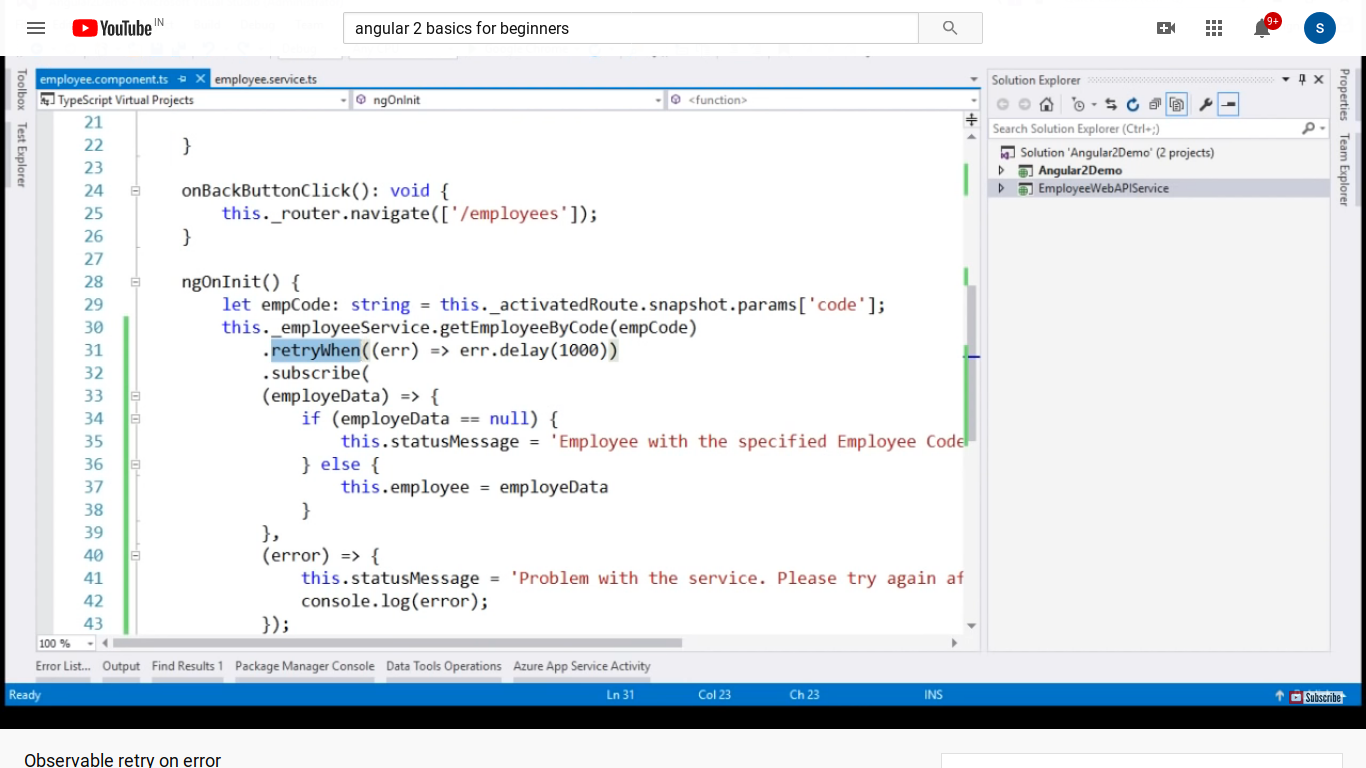 YouTube IN
angular 2 basics for beginners
9+
S
Toolbox
Test Explorer
employee.component.ts
employee.service.ts
TypeScript Virtual Projects
ngOnInit
<function>
21
22 }
23
24 onBackButtonClick(): void {
25 this._router.navigate(['/employees']);
26 }
27
28 ngOnInit() {
29 let empCode: string = this._activatedRoute.snapshot.params['code'];
30 this._employeeService.getEmployeeByCode(empCode)
31 .retryWhen((err) => err.delay(1000))
32 .subscribe(
33 (employeData) => {
34 if (employeData == null) {
35 this.statusMessage = 'Employee with the specified Employee Code
36 } else {
37 this.employee = employeData
38 }
39 },
40 (error) => {
41 this.statusMessage = 'Problem with the service. Please try again af
42 console.log(error);
43 });
100 %
Solution Explorer
Search Solution Explorer (Ctrl+;)
Solution 'Angular2Demo' (2 projects)
Angular2Demo
EmployeeWebAPIService
Properties
Team Explorer
Error List... Output Find Results 1 Package Manager Console Data Tools Operations Azure App Service Activity
Ready Ln 31 Col 23 Ch 23 INS
Subscribe
Observable retry on error